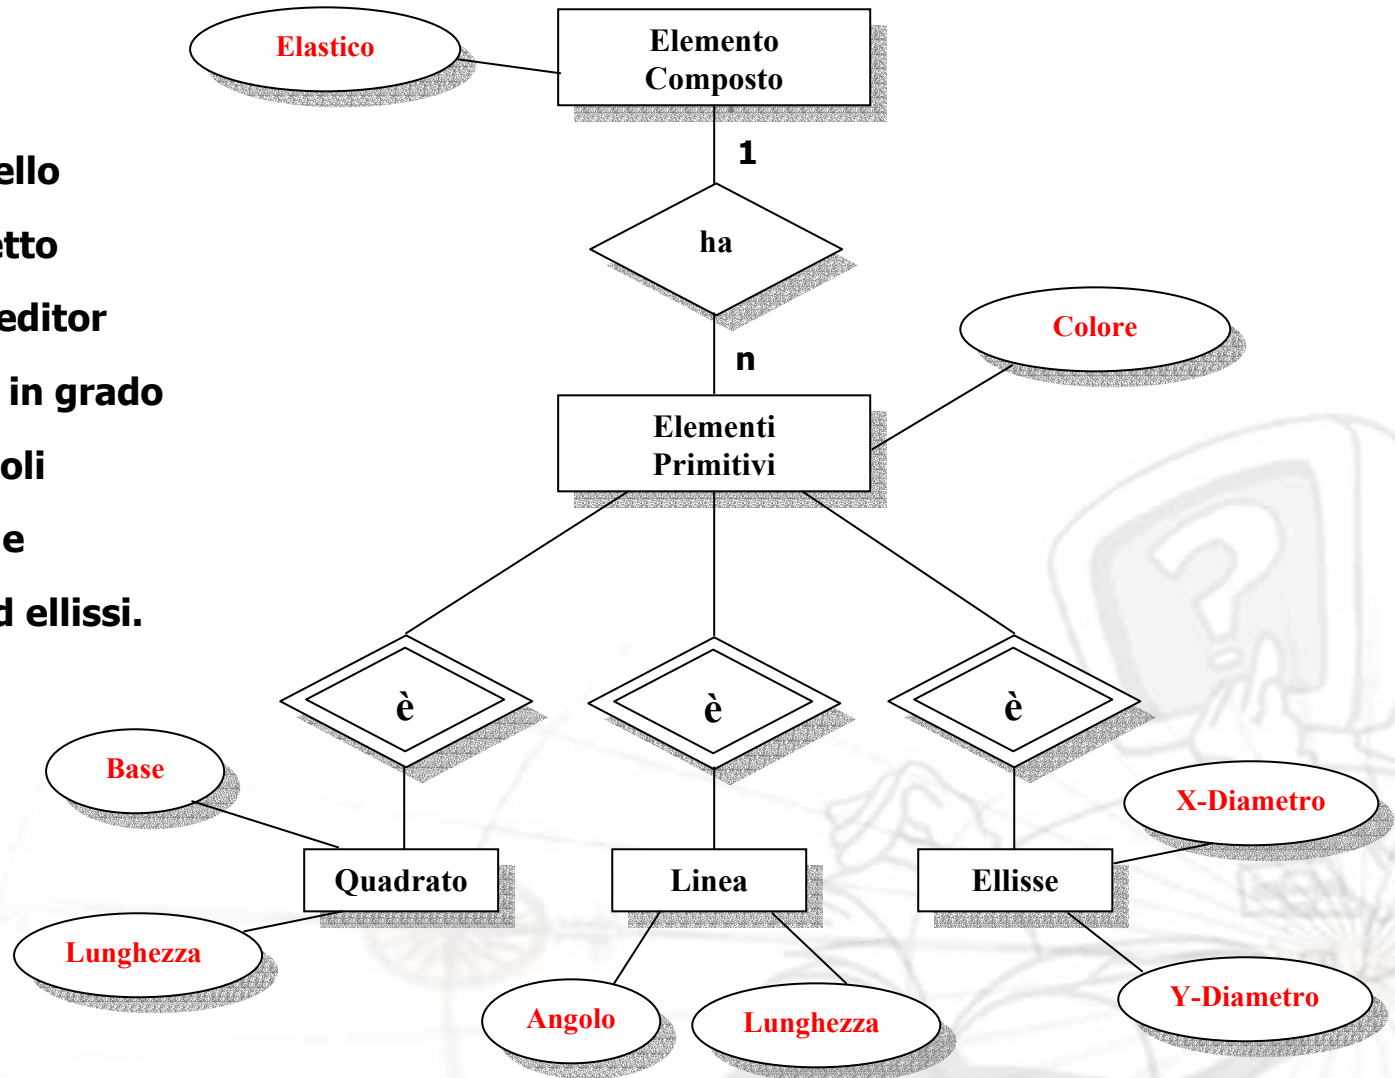 Elastico
Elemento
Composto
1
ha
n
Colore
Elementi
Primitivi
ello
etto
editor
in grado
oli
e
d ellissi.
è
è
è
Base
Lunghezza
Quadrato
Linea
Ellisse
Angolo
Lunghezza
X-Diametro
Y-Diametro